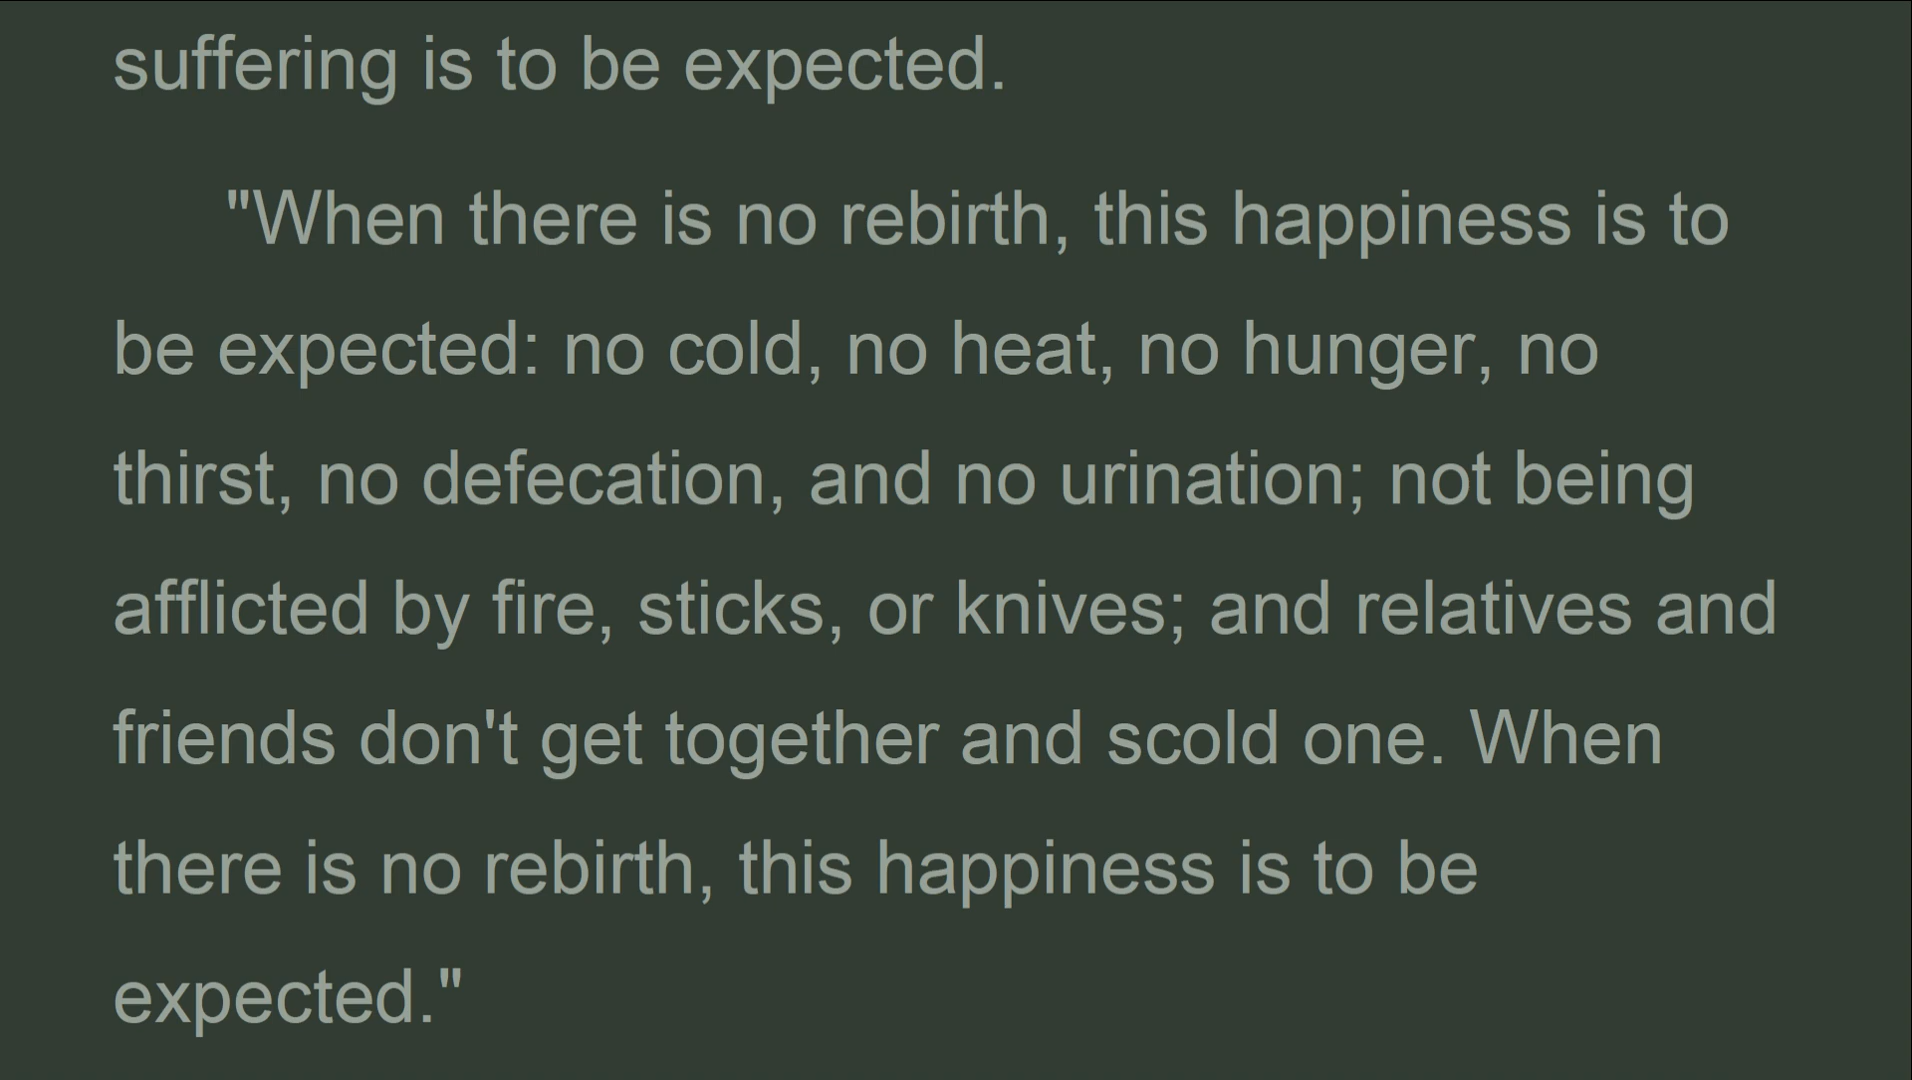 suffering is to be expected.
"When there is no rebirth, this happiness is to
be expected: no cold, no heat, no hunger, no
thirst, no defecation, and no urination; not being
afflicted by fire, sticks, or knives; and relatives and
friends don't get together and scold one. When
there is no rebirth, this happiness is to be
expected."